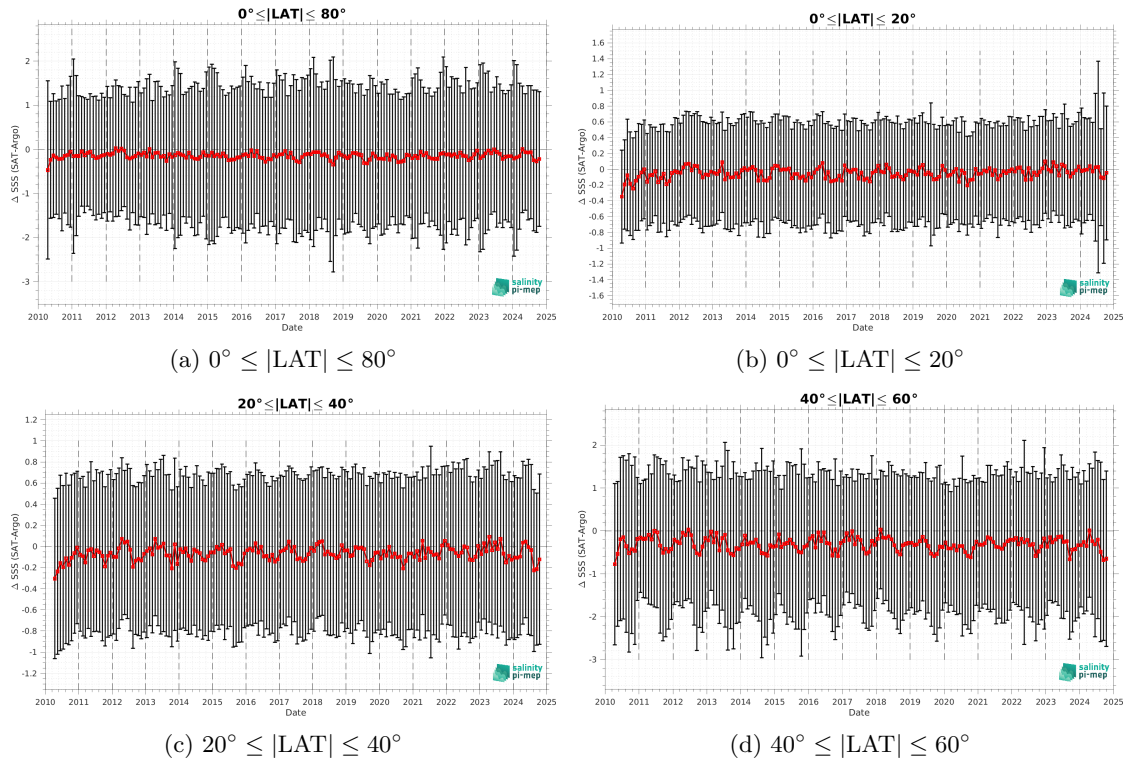 0°≤|LAT|≤ 80°
Δ SSS (SAT-Argo)
2
1
0
-1
-2
-3
2010 2011 2012 2013 2014 2015 2016 2017 2018 2019 2020 2021 2022 2023 2024 2025
Date
salinity
pi-mep
(a) 0° ≤ |LAT| ≤ 80°
0°≤|LAT|≤ 20°
Δ SSS (SAT-Argo)
1.6
1.4
1.2
1
0.8
0.6
0.4
0.2
0
-0.2
-0.4
-0.6
-0.8
-1
-1.2
-1.4
-1.6
2010 2011 2012 2013 2014 2015 2016 2017 2018 2019 2020 2021 2022 2023 2024 2025
Date
salinity
pi-mep
(b) 0° ≤ |LAT| ≤ 20°
20°≤|LAT|≤ 40°
Δ SSS (SAT-Argo)
1.2
1
0.8
0.6
0.4
0.2
0
-0.2
-0.4
-0.6
-0.8
-1
-1.2
2010 2011 2012 2013 2014 2015 2016 2017 2018 2019 2020 2021 2022 2023 2024 2025
Date
salinity
pi-mep
(c) 20° ≤ |LAT| ≤ 40°
40°≤|LAT|≤ 60°
Δ SSS (SAT-Argo)
2
1
0
-1
-2
-3
2010 2011 2012 2013 2014 2015 2016 2017 2018 2019 2020 2021 2022 2023 2024 2025
Date
salinity
pi-mep
(d) 40° ≤ |LAT| ≤ 60°